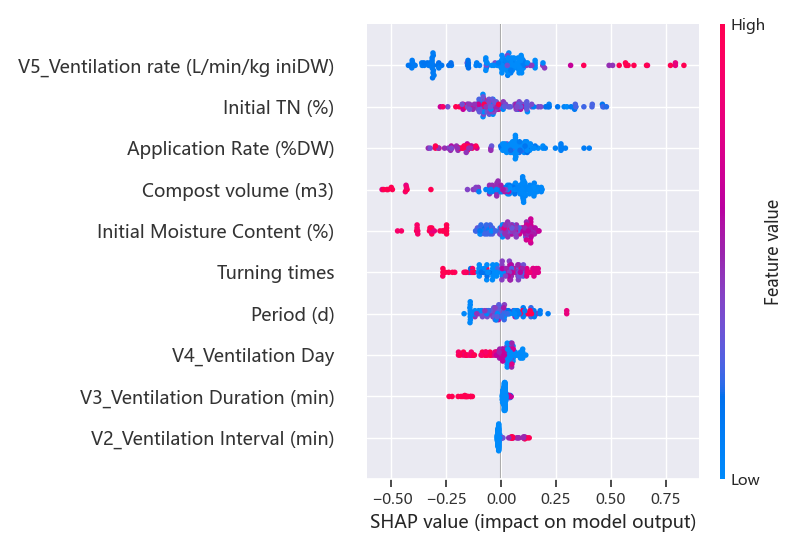 High
V5_Ventilation rate (L/min/kg iniDW)
Initial TN (%)
Application Rate (%DW)
Compost volume (m3)
Initial Moisture Content (%)
Turning times
Period (d)
V4_Ventilation Day
V3_Ventilation Duration (min)
V2_Ventilation Interval (min)
Feature value
Low
−0.50 −0.25 0.00 0.25 0.50 0.75
SHAP value (impact on model output)